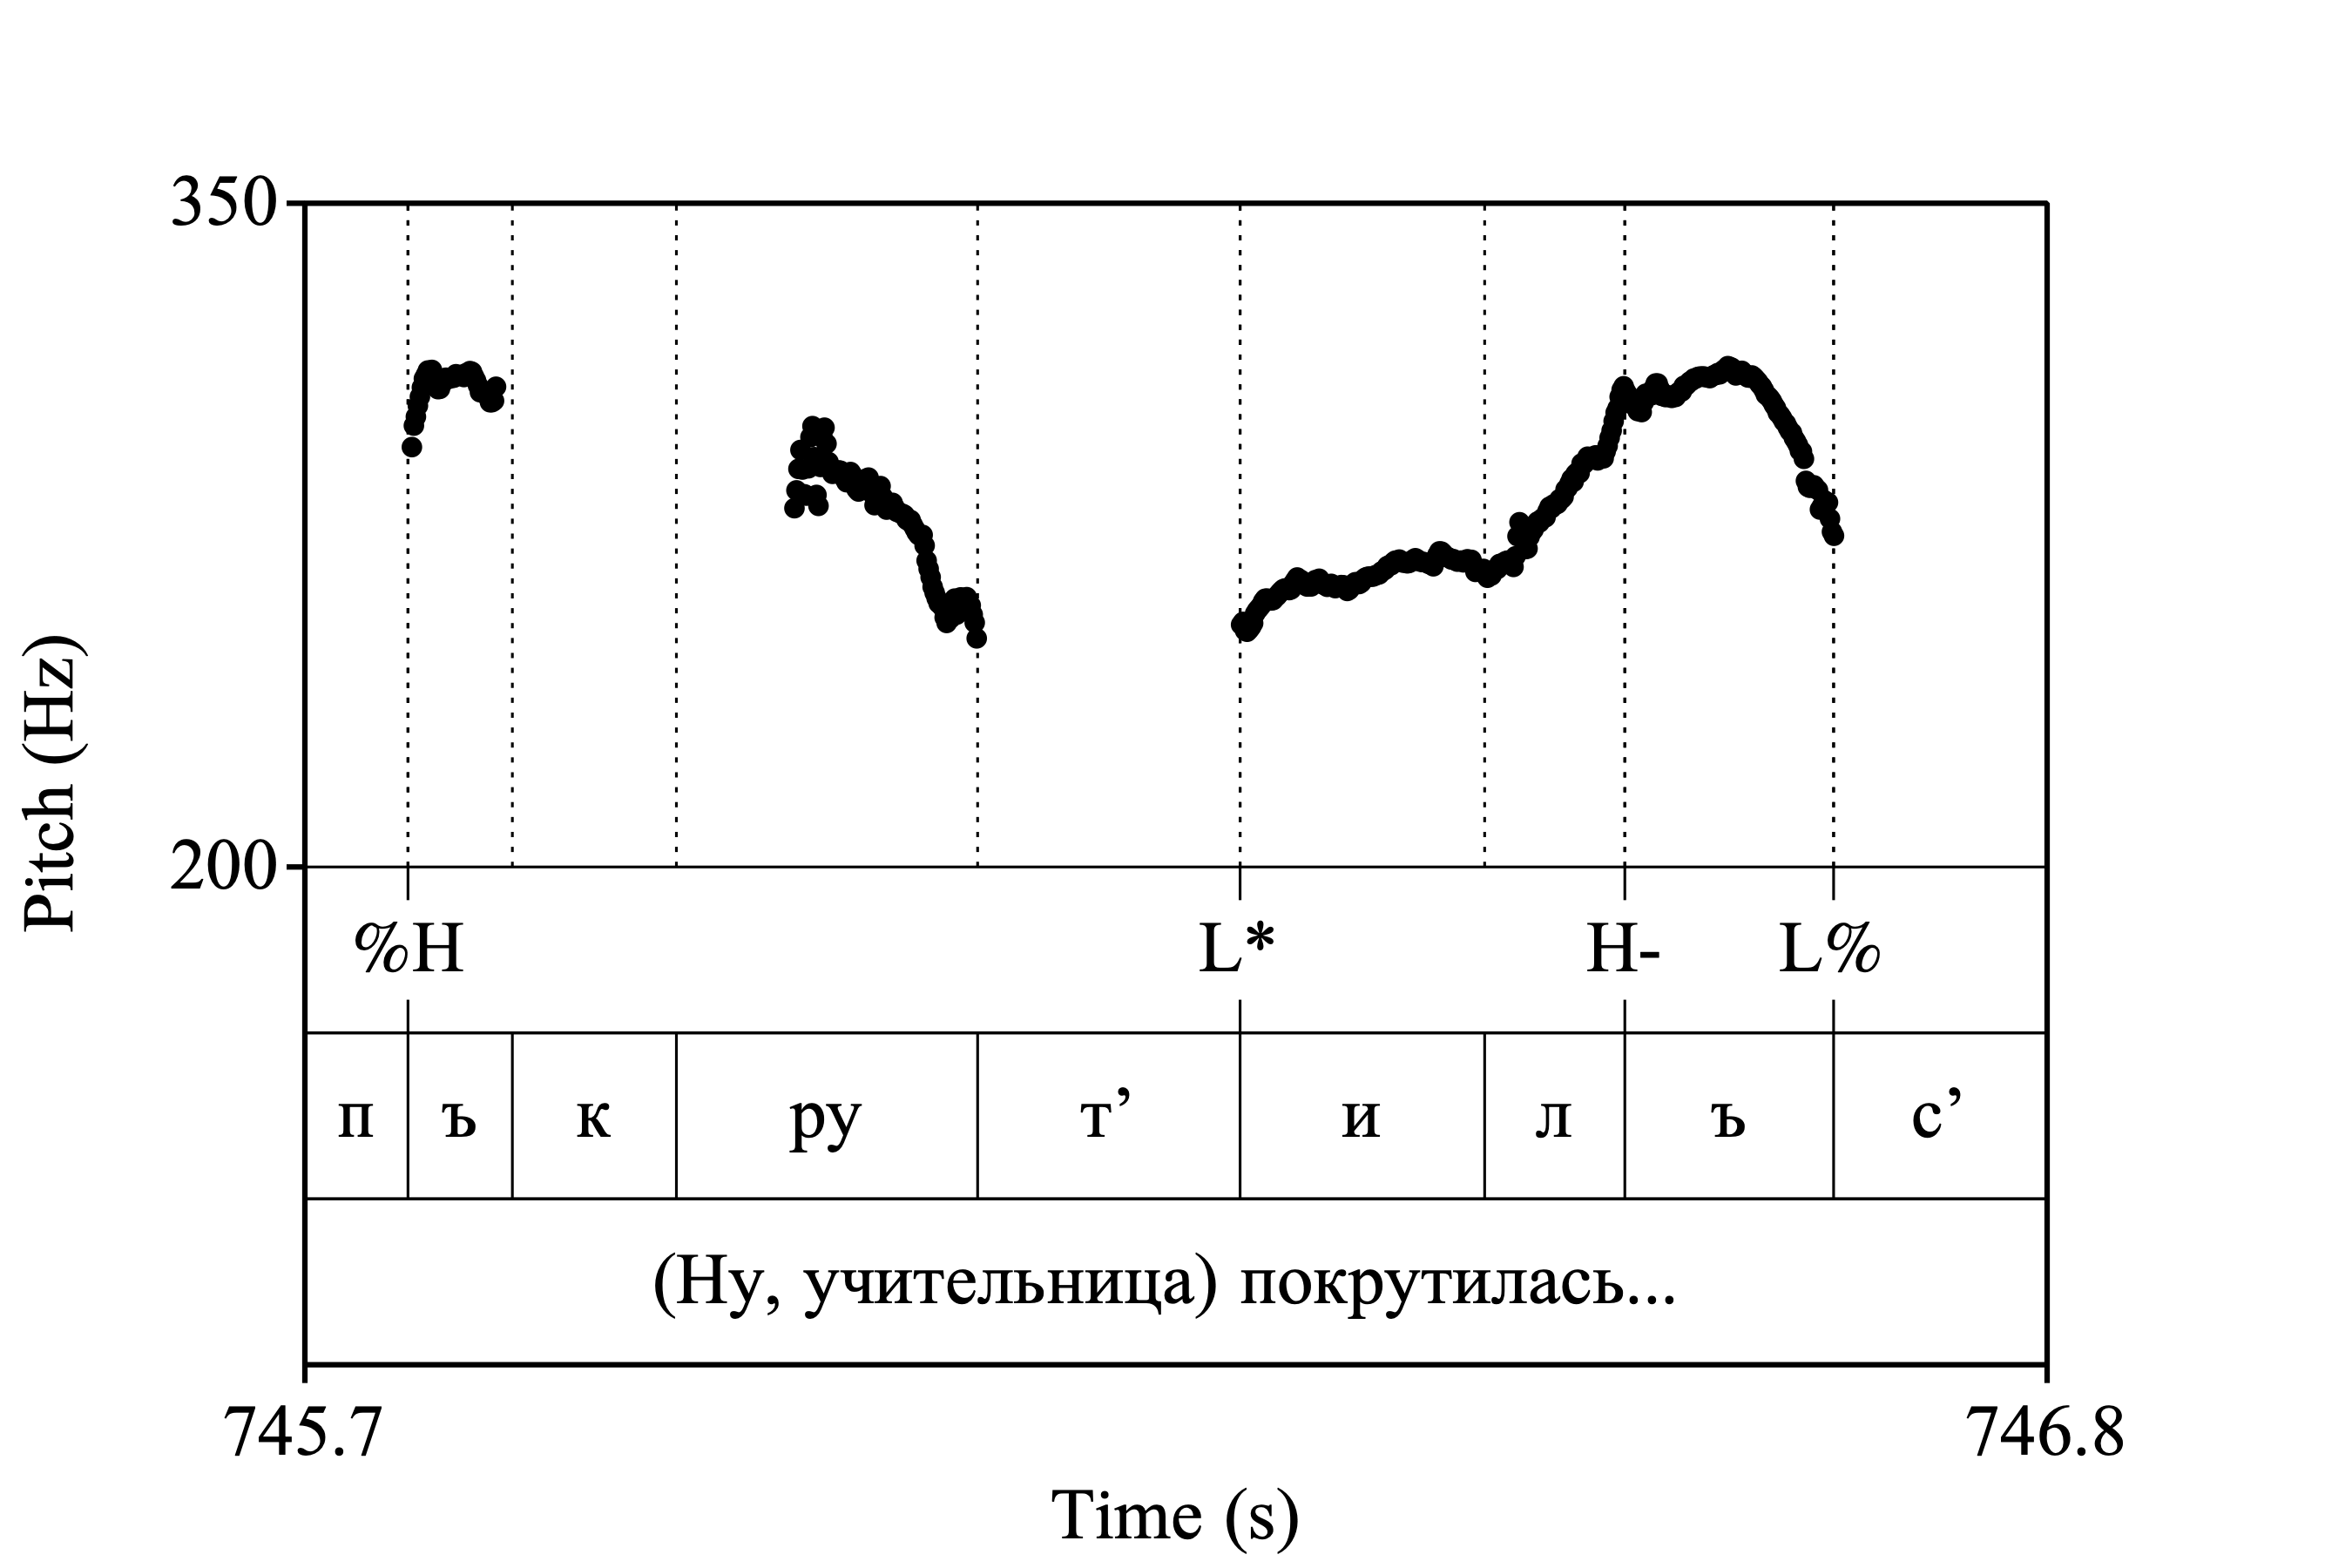 350
Pitch (Hz)
200
%H L* H- L%
п ъ к ру т’ и л ъ с’
(Ну, учительница) покрутилась...
745.7 746.8
Time (s)